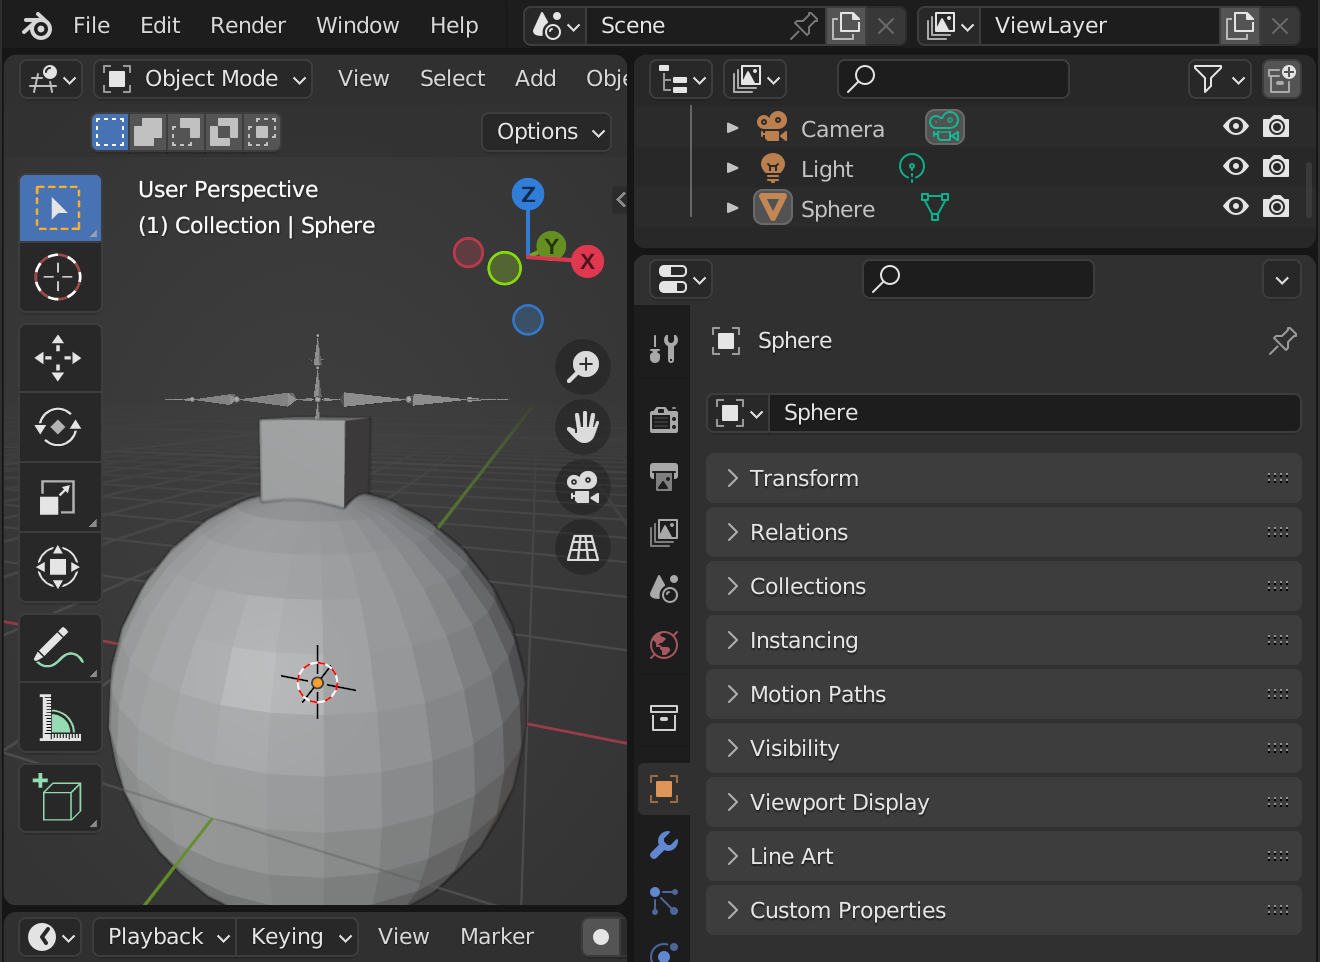 File Edit Render Window Help Scene ViewLayer
Object Mode View Select Add Obje
Options
User Perspective
(1) Collection | Sphere
Z
Y
X
Camera
Light
Sphere
Sphere
Sphere
Transform
Relations
Collections
Instancing
Motion Paths
Visibility
Viewport Display
Line Art
Custom Properties
Playback Keying View Marker